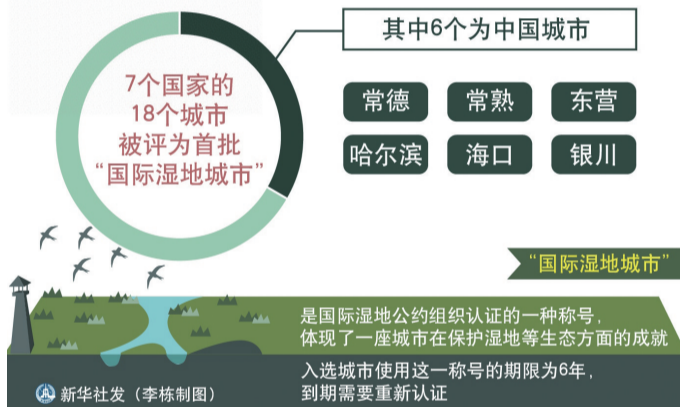 其中6个为中国城市
7个国家的
18个城市
被评为首批
“国际湿地城市”
常德 常熟 东营
哈尔滨 海口 银川
“国际湿地城市”
是国际湿地公约组织认证的一种称号，
体现了一座城市在保护湿地等生态方面的成就
入选城市使用这一称号的期限为6年，
到期需要重新认证
新华社发（李栋制图）